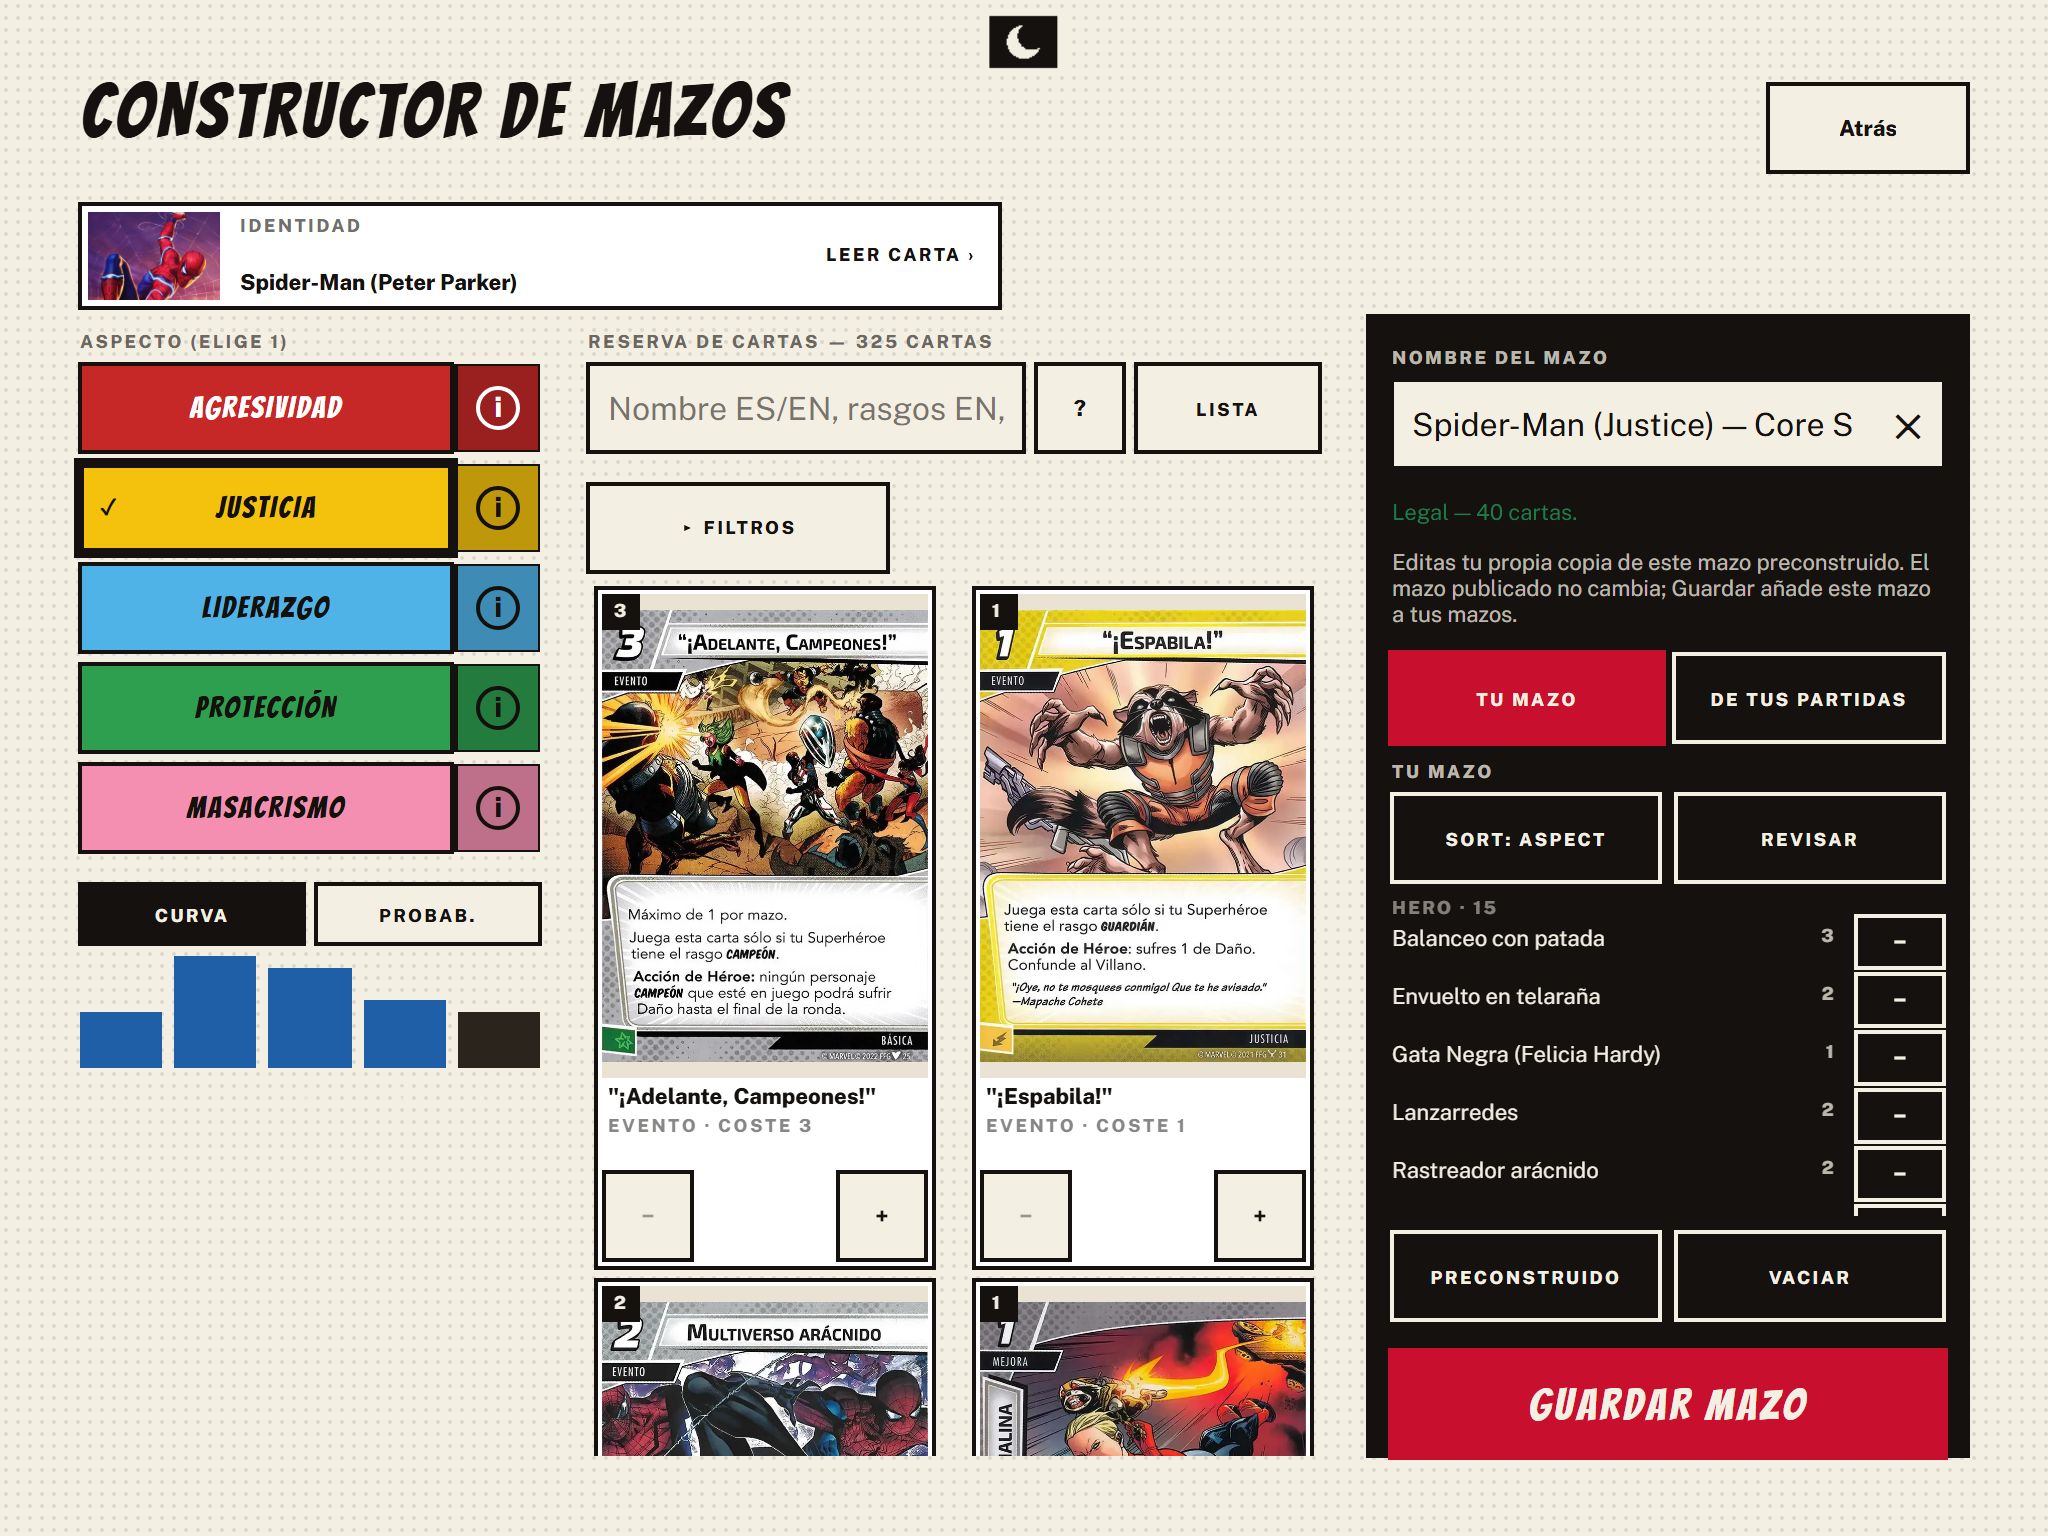 CONSTRUCTOR DE MAZOS
Atrás
IDENTIDAD
Spider-Man (Peter Parker)
LEER CARTA ›
ASPECTO (ELIGE 1)
AGRESIVIDAD
i
✓ JUSTICIA
i
LIDERAZGO
i
PROTECCIÓN
i
MASACRISMO
i
CURVA
PROBAB.
RESERVA DE CARTAS — 325 CARTAS
Nombre ES/EN, rasgos EN,
?
LISTA
▸ FILTROS
3
3
"¡ADELANTE, CAMPEONES!"
EVENTO
Máximo de 1 por mazo.
Juega esta carta sólo si tu Superhéroe
tiene el rasgo CAMPEÓN.
Acción de Héroe: ningún personaje
CAMPEÓN que esté en juego podrá sufrir
Daño hasta el final de la ronda.
BÁSICA
© MARVEL © 2022 FFG 25
"¡Adelante, Campeones!"
EVENTO · COSTE 3
–
+
1
1
"¡ESPABILA!"
EVENTO
Juega esta carta sólo si tu Superhéroe
tiene el rasgo GUARDIÁN.
Acción de Héroe: sufres 1 de Daño.
Confunde al Villano.
"¡Oye, no te mosquees conmigo! Que te he avisado."
—Mapache Cohete
JUSTICIA
© MARVEL © 2021 FFG 31
"¡Espabila!"
EVENTO · COSTE 1
–
+
2
2
MULTIVERSO ARÁCNIDO
EVENTO
1
1
MEJORA
NOMBRE DEL MAZO
Spider-Man (Justice) — Core S
Legal — 40 cartas.
Editas tu propia copia de este mazo preconstruido. El
mazo publicado no cambia; Guardar añade este mazo
a tus mazos.
TU MAZO
DE TUS PARTIDAS
TU MAZO
SORT: ASPECT
REVISAR
HERO · 15
Balanceo con patada 3 –
Envuelto en telaraña 2 –
Gata Negra (Felicia Hardy) 1 –
Lanzarredes 2 –
Rastreador arácnido 2 –
PRECONSTRUIDO
VACIAR
GUARDAR MAZO